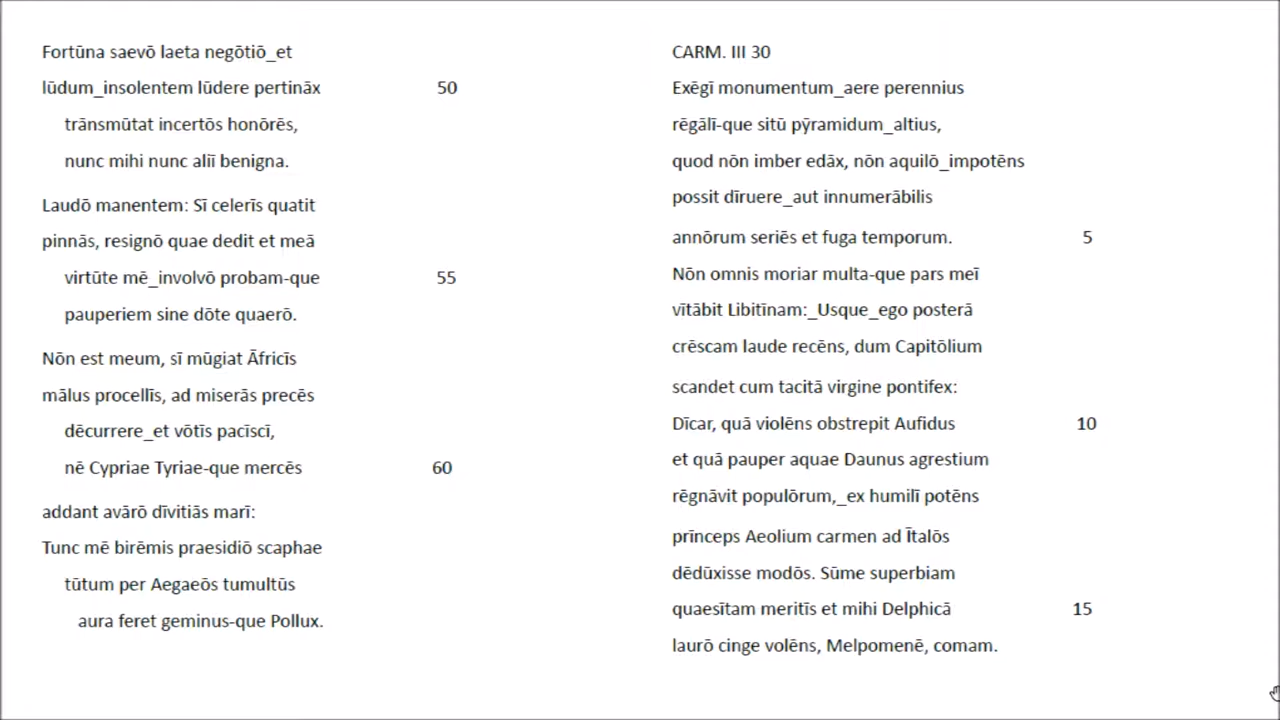 Fortūna saevō laeta negōtiō_et
lūdum_insolentem lūdere pertināx 50
trānsmūtat incertōs honōrēs,
nunc mihi nunc aliī benigna.
Laudō manentem: Sī celerīs quatit
pinnās, resignō quae dedit et meā
virtūte mē_involvō probam-que 55
pauperiem sine dōte quaerō.
Nōn est meum, sī mūgiat Āfricīs
mālus procellīs, ad miserās precēs
dēcurrere_et vōtīs pacīscī,
nē Cypriae Tyriae-que mercēs 60
addant avārō dīvitiās marī:
Tunc mē birēmis praesidiō scaphae
tūtum per Aegaeōs tumultūs
aura feret geminus-que Pollux.
CARM. III 30
Exēgī monumentum_aere perennius
rēgālī-que sitū pȳramidum_altius,
quod nōn imber edāx, nōn aquilō_impotēns
possit dīruere_aut innumerābilis
annōrum seriēs et fuga temporum. 5
Nōn omnis moriar multa-que pars meī
vītābit Libitīnam:_Usque_ego posterā
crēscam laude recēns, dum Capitōlium
scandet cum tacitā virgine pontifex:
Dīcar, quā violēns obstrepit Aufidus 10
et quā pauper aquae Daunus agrestium
rēgnāvit populōrum,_ex humilī potēns
prīnceps Aeolium carmen ad Ītalōs
dēdūxisse modōs. Sūme superbiam
quaesītam meritīs et mihi Delphicā 15
laurō cinge volēns, Melpomenē, comam.